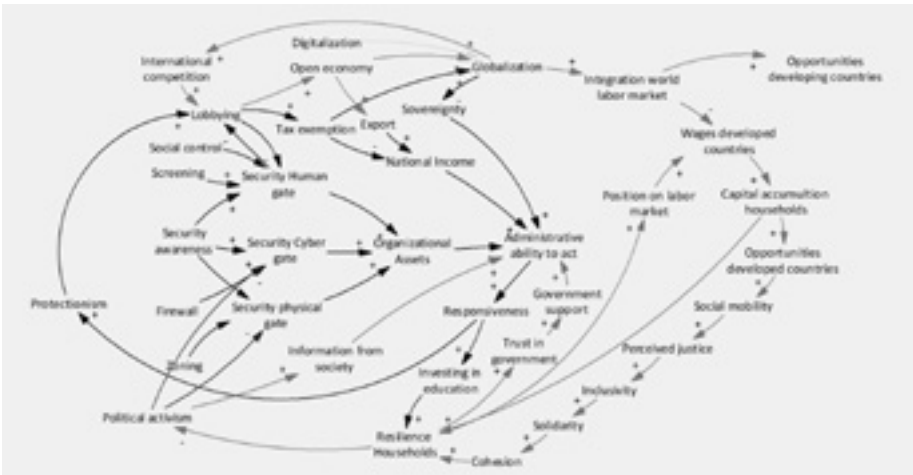 Digitalization
International
competition
Open economy
Globalization
Integration world
labor market
Opportunities
developing countries
Lobbying
Tax exemption
Export
Sovereignty
Wages developed
countries
Social control
National Income
Screening
Security Human
gate
Position on labor
market
Capital accumultion
households
Security
awareness
Security Cyber
gate
Organizational
Assets
Administrative
ability to act
Opportunities
developed countries
Protectionism
Firewall
Security physical
gate
Responsiveness
Government
support
Social mobility
Zoning
Information from
society
Trust in
government
Perceived justice
Investing in
education
Inclusivity
Political activism
Resilience
Households
Solidarity
Cohesion